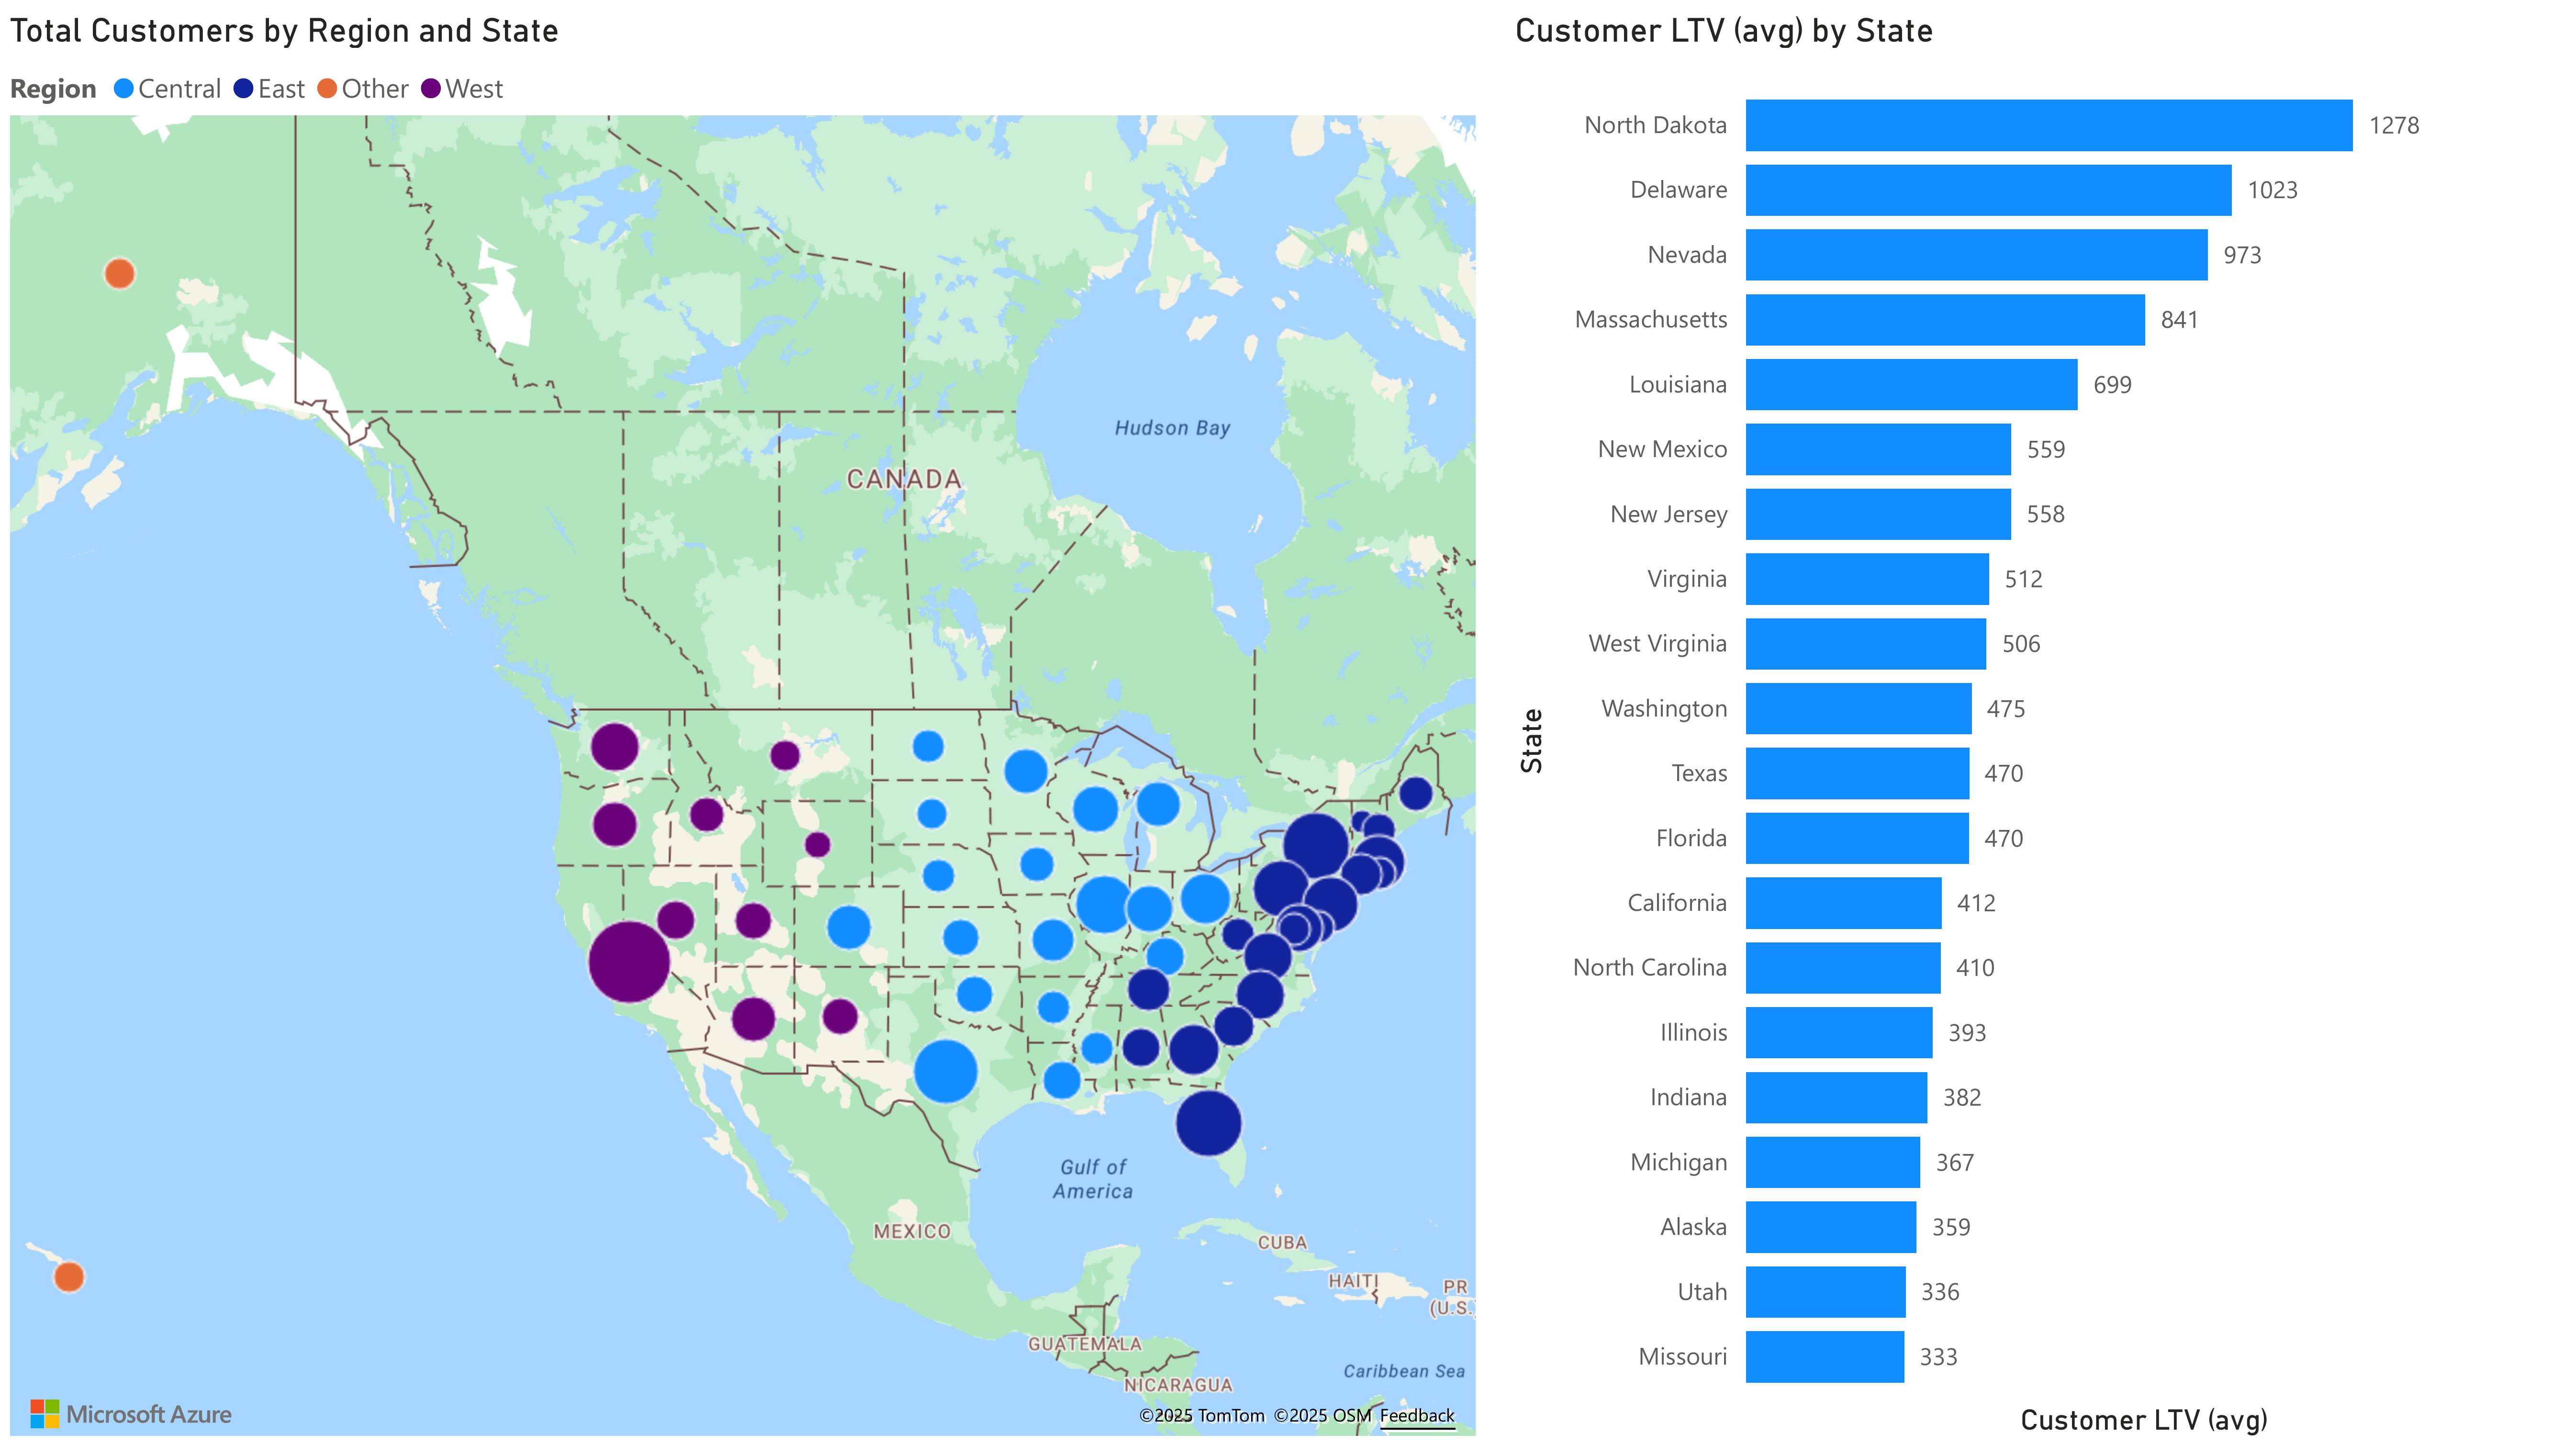 Total Customers by Region and State
Region Central East Other West
Hudson Bay
CANADA
Gulf of
America
MEXICO
CUBA
HAITI
PR
(U.S.)
GUATEMALA
NICARAGUA
Caribbean Sea
Microsoft Azure
©2025 TomTom ©2025 OSM Feedback
Customer LTV (avg) by State
State
North Dakota 1278
Delaware 1023
Nevada 973
Massachusetts 841
Louisiana 699
New Mexico 559
New Jersey 558
Virginia 512
West Virginia 506
Washington 475
Texas 470
Florida 470
California 412
North Carolina 410
Illinois 393
Indiana 382
Michigan 367
Alaska 359
Utah 336
Missouri 333
Customer LTV (avg)